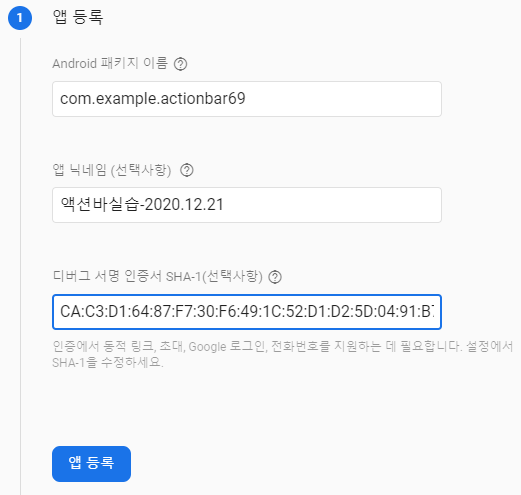 1 앱 등록
Android 패키지 이름
com.example.actionbar69
앱 닉네임 (선택사항)
액션바실습-2020.12.21
디버그 서명 인증서 SHA-1(선택사항)
CA:C3:D1:64:87:F7:30:F6:49:1C:52:D1:D2:5D:04:91:B7
인증에서 동적 링크, 초대, Google 로그인, 전화번호를 지원하는 데 필요합니다. 설정에서
SHA-1을 수정하세요.
앱 등록